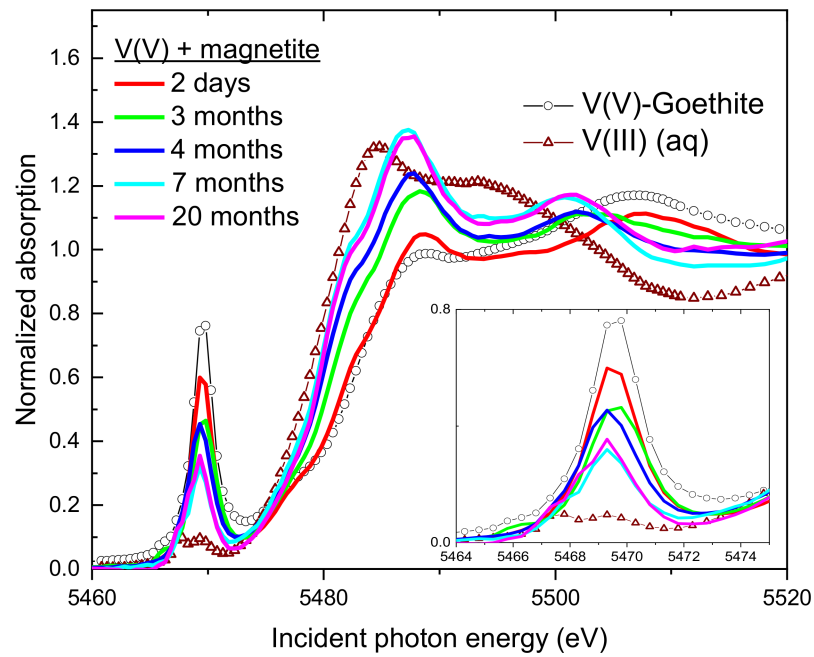 V(V) + magnetite
2 days
3 months
4 months
7 months
20 months
V(V)-Goethite
V(III) (aq)
Normalized absorption
1.6
1.4
1.2
1.0
0.8
0.6
0.4
0.2
0.0
5460
5480
5500
5520
Incident photon energy (eV)
0.8
0.0
5464
5466
5468
5470
5472
5474